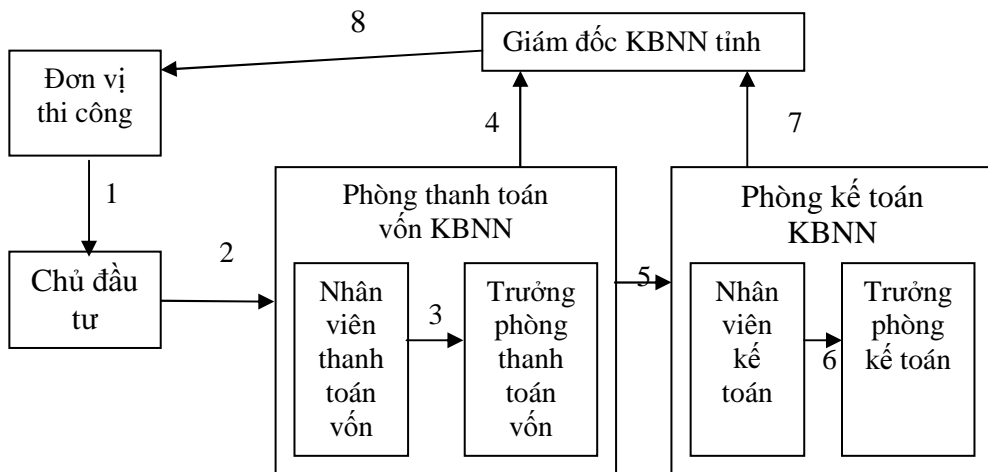 8
Giám đốc KBNN tỉnh
Đơn vị
thi công
4
7
1
Phòng thanh toán
vốn KBNN
Phòng kế toán
KBNN
2
Chủ đầu
tư
Nhân
viên
thanh
toán
vốn
3
Trưởng
phòng
thanh
toán
vốn
5
Nhân
viên
kế
toán
6
Trưởng
phòng
kế toán